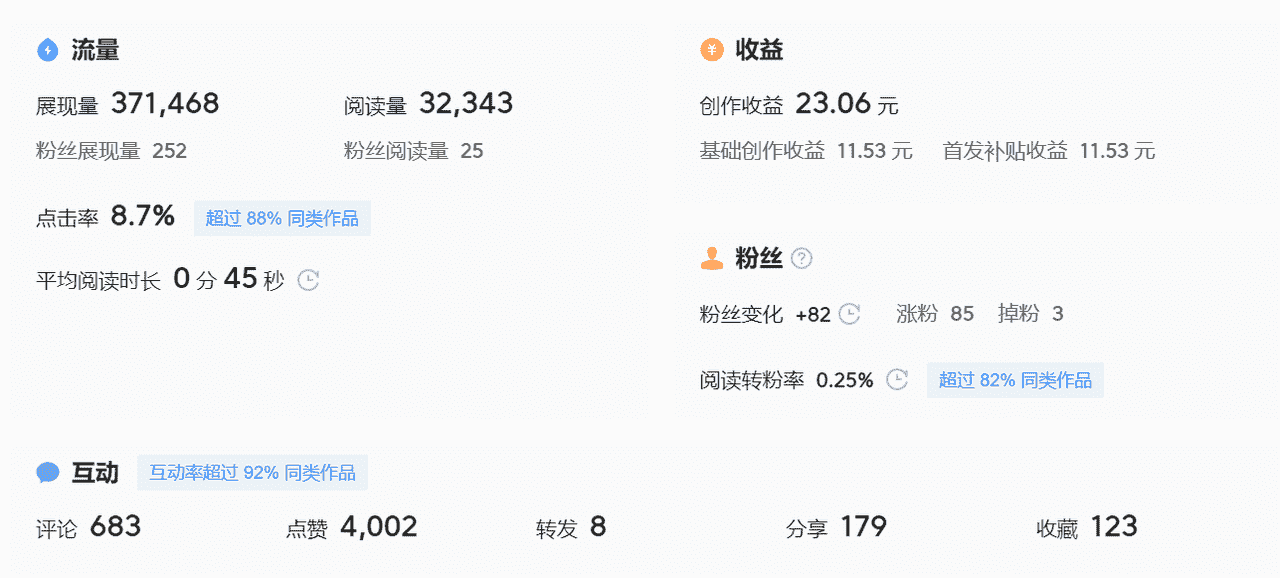 流量
展现量 371,468 阅读量 32,343
粉丝展现量 252 粉丝阅读量 25
点击率 8.7% 超过 88% 同类作品
平均阅读时长 0 分 45 秒
收益
创作收益 23.06 元
基础创作收益 11.53 元 首发补贴收益 11.53 元
粉丝 ?
粉丝变化 +82 涨粉 85 掉粉 3
阅读转粉率 0.25% 超过 82% 同类作品
互动 互动率超过 92% 同类作品
评论 683 点赞 4,002 转发 8 分享 179 收藏 123